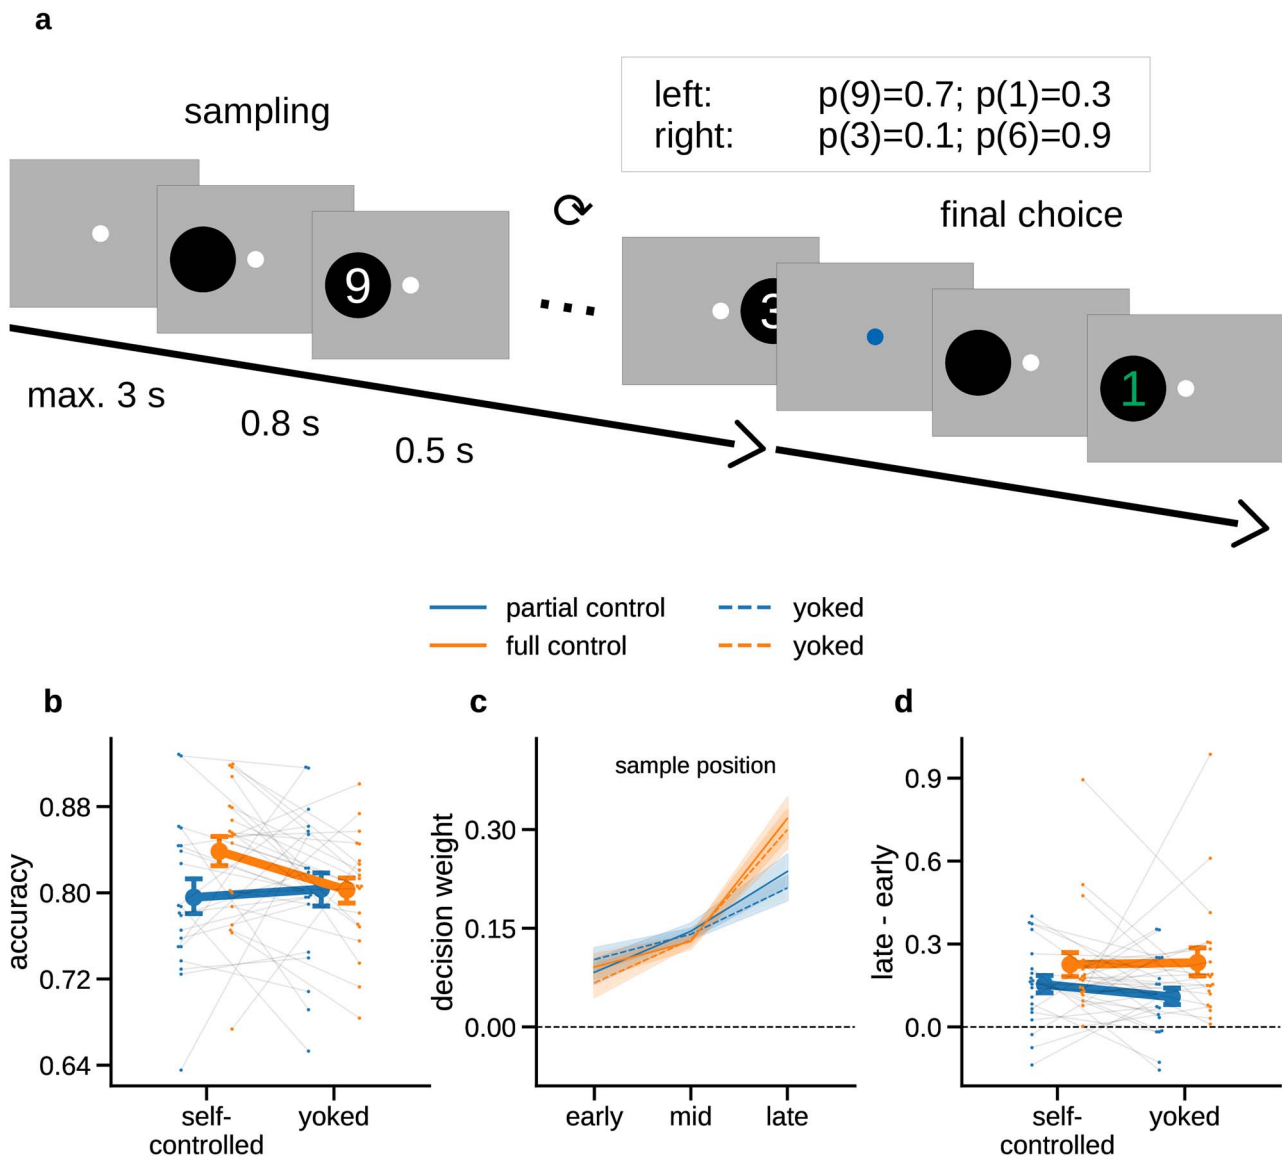 a
sampling
left: p(9)=0.7; p(1)=0.3
right: p(3)=0.1; p(6)=0.9
final choice
9
...
3
1
max. 3 s
0.8 s
0.5 s
partial control
yoked
full control
yoked
b
accuracy
0.88
0.80
0.72
0.64
self-
controlled
yoked
c
sample position
decision weight
0.30
0.15
0.00
early
mid
late
d
late - early
0.9
0.6
0.3
0.0
self-
controlled
yoked